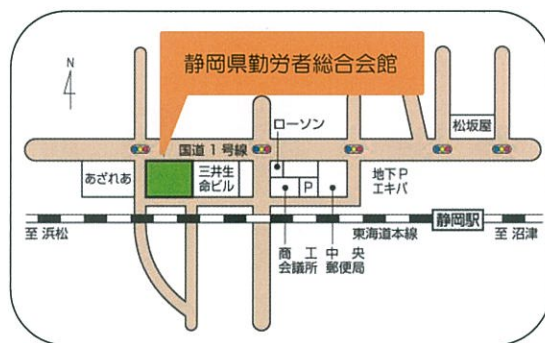 N
静岡県勤労者総合会館
ローソン
松坂屋
国道1号線
あざれあ
三井生
命ビル
P
地下P
エキパ
至 浜松
東海道本線
静岡駅
至 沼津
商工
会議所
中央
郵便局